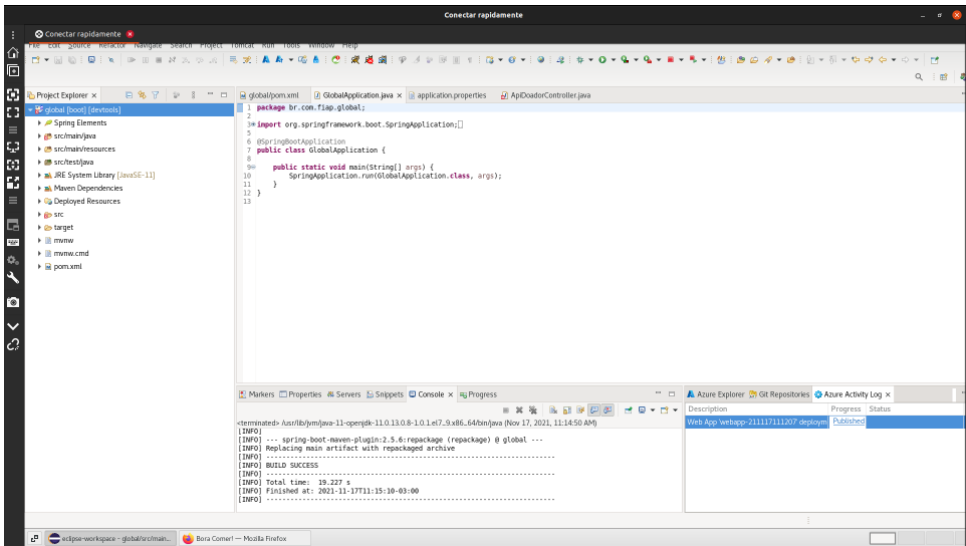 Conectar rapidamente
Conectar rapidamente
File Edit Source Refactor Navigate Search Project Tomcat Run Tools Window Help
Project Explorer
global/pom.xml GlobalApplication.java application.properties ApiDoadorController.java
global [boot] [devtools]
Spring Elements
src/main/java
src/main/resources
src/test/java
JRE System Library [JavaSE-11]
Maven Dependencies
Deployed Resources
src
target
mvnw
mvnw.cmd
pom.xml
1 package br.com.fiap.global;
2
3 import org.springframework.boot.SpringApplication;
5
6 @SpringBootApplication
7 public class GlobalApplication {
8
9 public static void main(String[] args) {
10 SpringApplication.run(GlobalApplication.class, args);
11 }
12 }
13
Markers Properties Servers Snippets Console Progress
<terminated> /usr/lib/jvm/java-11-openjdk-11.0.13.0.8-1.0.1.el7_9.x86_64/bin/java (Nov 17, 2021, 11:14:50 AM)
[INFO]
[INFO] --- spring-boot-maven-plugin:2.5.6:repackage (repackage) @ global ---
[INFO] Replacing main artifact with repackaged archive
[INFO] ------------------------------------------------------------------------
[INFO] BUILD SUCCESS
[INFO] ------------------------------------------------------------------------
[INFO] Total time: 19.227 s
[INFO] Finished at: 2021-11-17T11:15:10-03:00
[INFO] ------------------------------------------------------------------------
Azure Explorer Git Repositories Azure Activity Log
Description Progress Status
Web App 'webapp-211117111207' deploym Published
eclipse-workspace - global/src/main... Bora Comer! — Mozilla Firefox